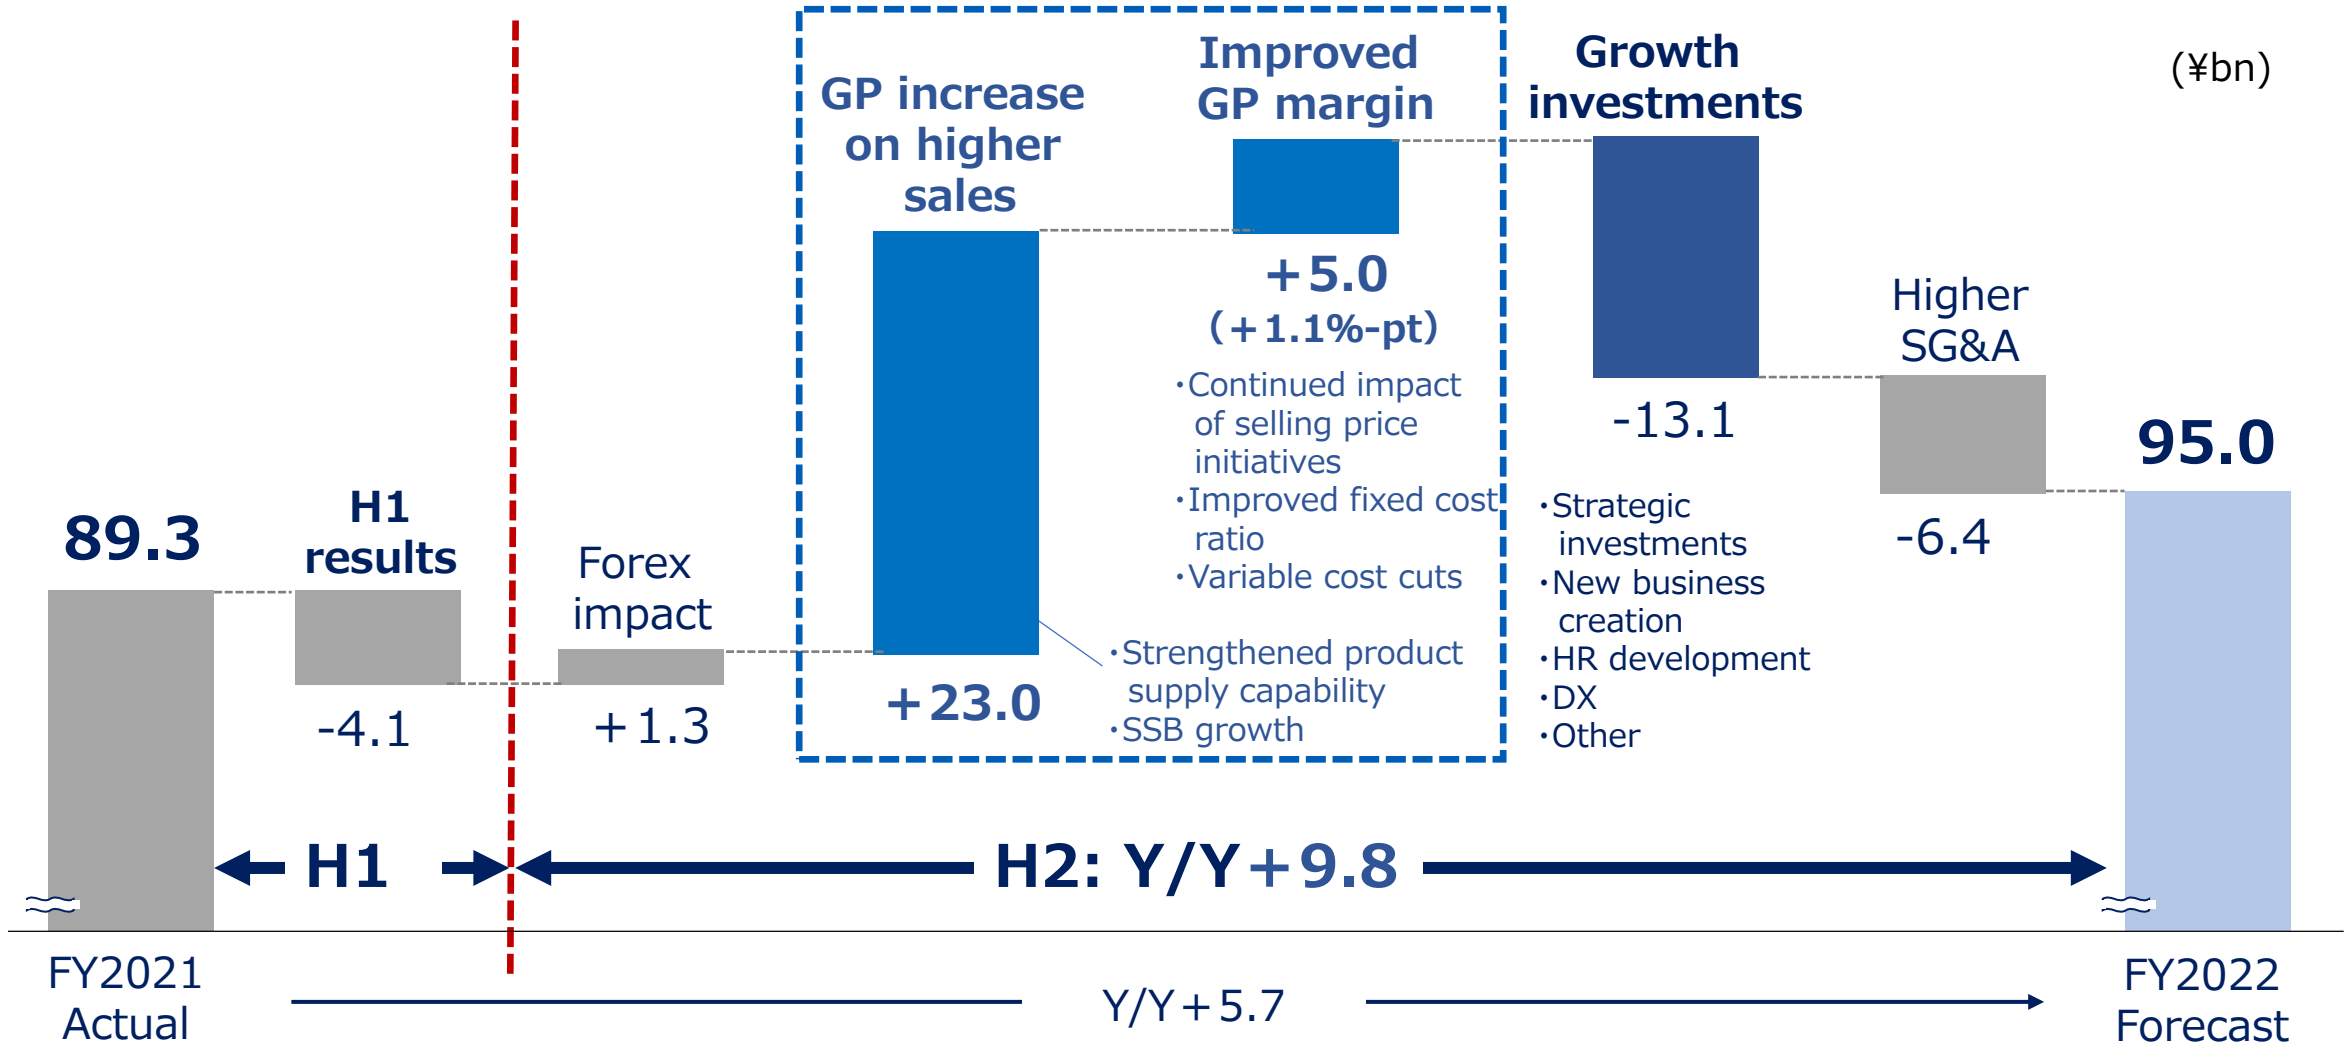 (¥bn)
89.3
H1
results
-4.1
Forex
impact
+1.3
GP increase
on higher
sales
+23.0
・Strengthened product
supply capability
・SSB growth
Improved
GP margin
+5.0
(+1.1%-pt)
・Continued impact
of selling price
initiatives
・Improved fixed cost
ratio
・Variable cost cuts
Growth
investments
-13.1
・Strategic
investments
・New business
creation
・HR development
・DX
・Other
Higher
SG&A
-6.4
95.0
H1
H2: Y/Y+9.8
FY2021
Actual
Y/Y+5.7
FY2022
Forecast